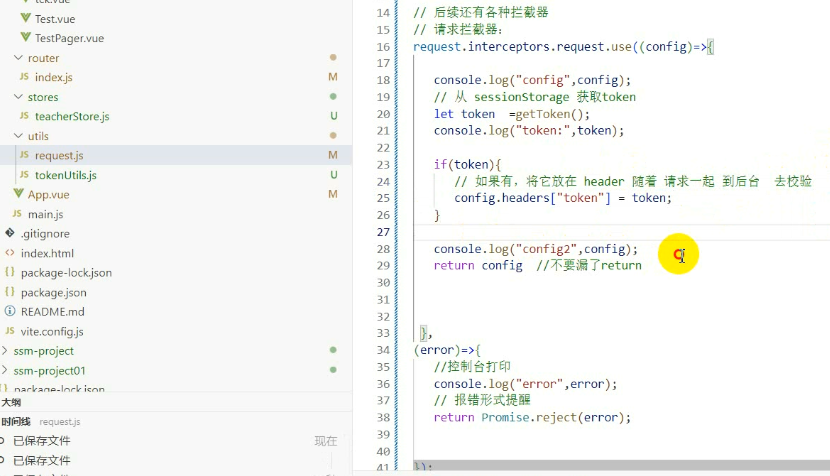 tck.vue
Test.vue
TestPager.vue
router
JS index.js M
stores
JS teacherStore.js U
utils
JS request.js M
JS tokenUtils.js U
App.vue M
JS main.js
.gitignore
<> index.html
{} package-lock.json
{} package.json
README.md
JS vite.config.js
ssm-project
ssm-project01
{} package-lock.json
大纲
时间线 request.js
已保存文件 现在
已保存文件
14 // 后续还有各种拦截器
15 // 请求拦截器:
16 request.interceptors.request.use((config)=>{
17
18 console.log("config",config);
19 // 从 sessionStorage 获取token
20 let token =getToken();
21 console.log("token:",token);
22
23 if(token){
24 // 如果有，将它放在 header 随着 请求一起 到后台 去校验
25 config.headers["token"] = token;
26 }
27
28 console.log("config2",config);
29 return config //不要漏了return
30
31
32
33 },
34 (error)=>{
35 //控制台打印
36 console.log("error",error);
37 // 报错形式提醒
38 return Promise.reject(error);
39
40
41 });